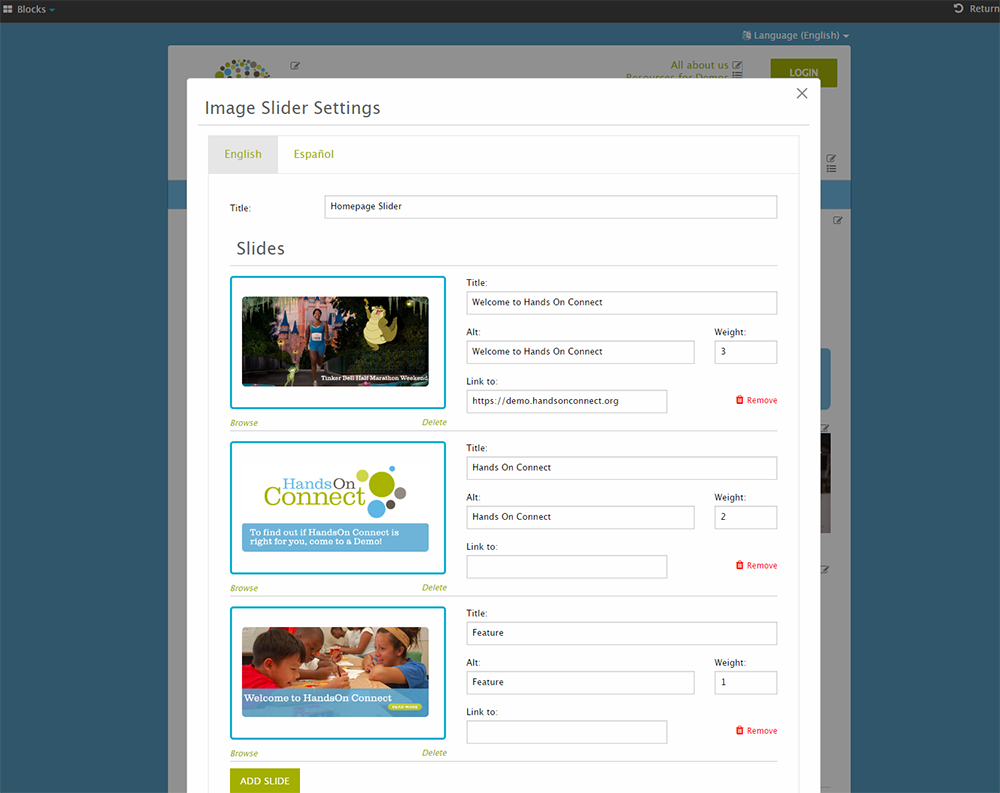 Blocks
Return
Language (English)
All about us
Resources for Demos
LOGIN
Image Slider Settings
English
Español
Title:
Homepage Slider
Slides
Tinker Bell Half Marathon Weekend
Browse
Delete
Title:
Welcome to Hands On Connect
Alt:
Weight:
Welcome to Hands On Connect
3
Link to:
https://demo.handsonconnect.org
Remove
HandsOn
Connect
To find out if HandsOn Connect is
right for you, come to a Demo!
Browse
Delete
Title:
Hands On Connect
Alt:
Weight:
Hands On Connect
2
Link to:
Remove
Welcome to HandsOn Connect
READ MORE
Browse
Delete
Title:
Feature
Alt:
Weight:
Feature
1
Link to:
Remove
ADD SLIDE